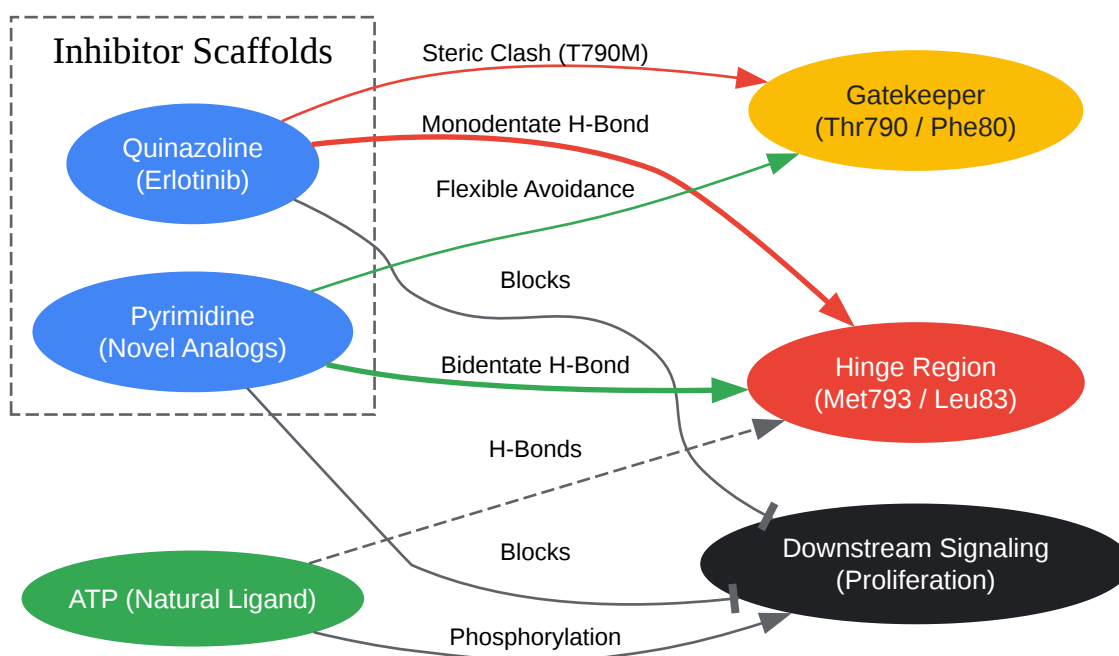 Inhibitor Scaffolds
Steric Clash (T790M)
Gatekeeper
(Thr790 / Phe80)
Quinazoline
(Erlotinib)
Monodentate H-Bond
Flexible Avoidance
Blocks
Pyrimidine
(Novel Analogs)
Bidentate H-Bond
Hinge Region
(Met793 / Leu83)
H-Bonds
Blocks
Downstream Signaling
(Proliferation)
ATP (Natural Ligand)
Phosphorylation